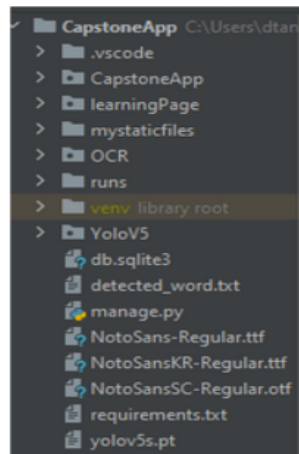 CapstoneApp C:\Users\dtar
.vscode
CapstoneApp
learningPage
mystaticfiles
OCR
runs
venv library root
YoloV5
db.sqlite3
detected_word.txt
manage.py
NotoSans-Regular.ttf
NotoSansKR-Regular.ttf
NotoSansSC-Regular.otf
requirements.txt
yolov5s.pt